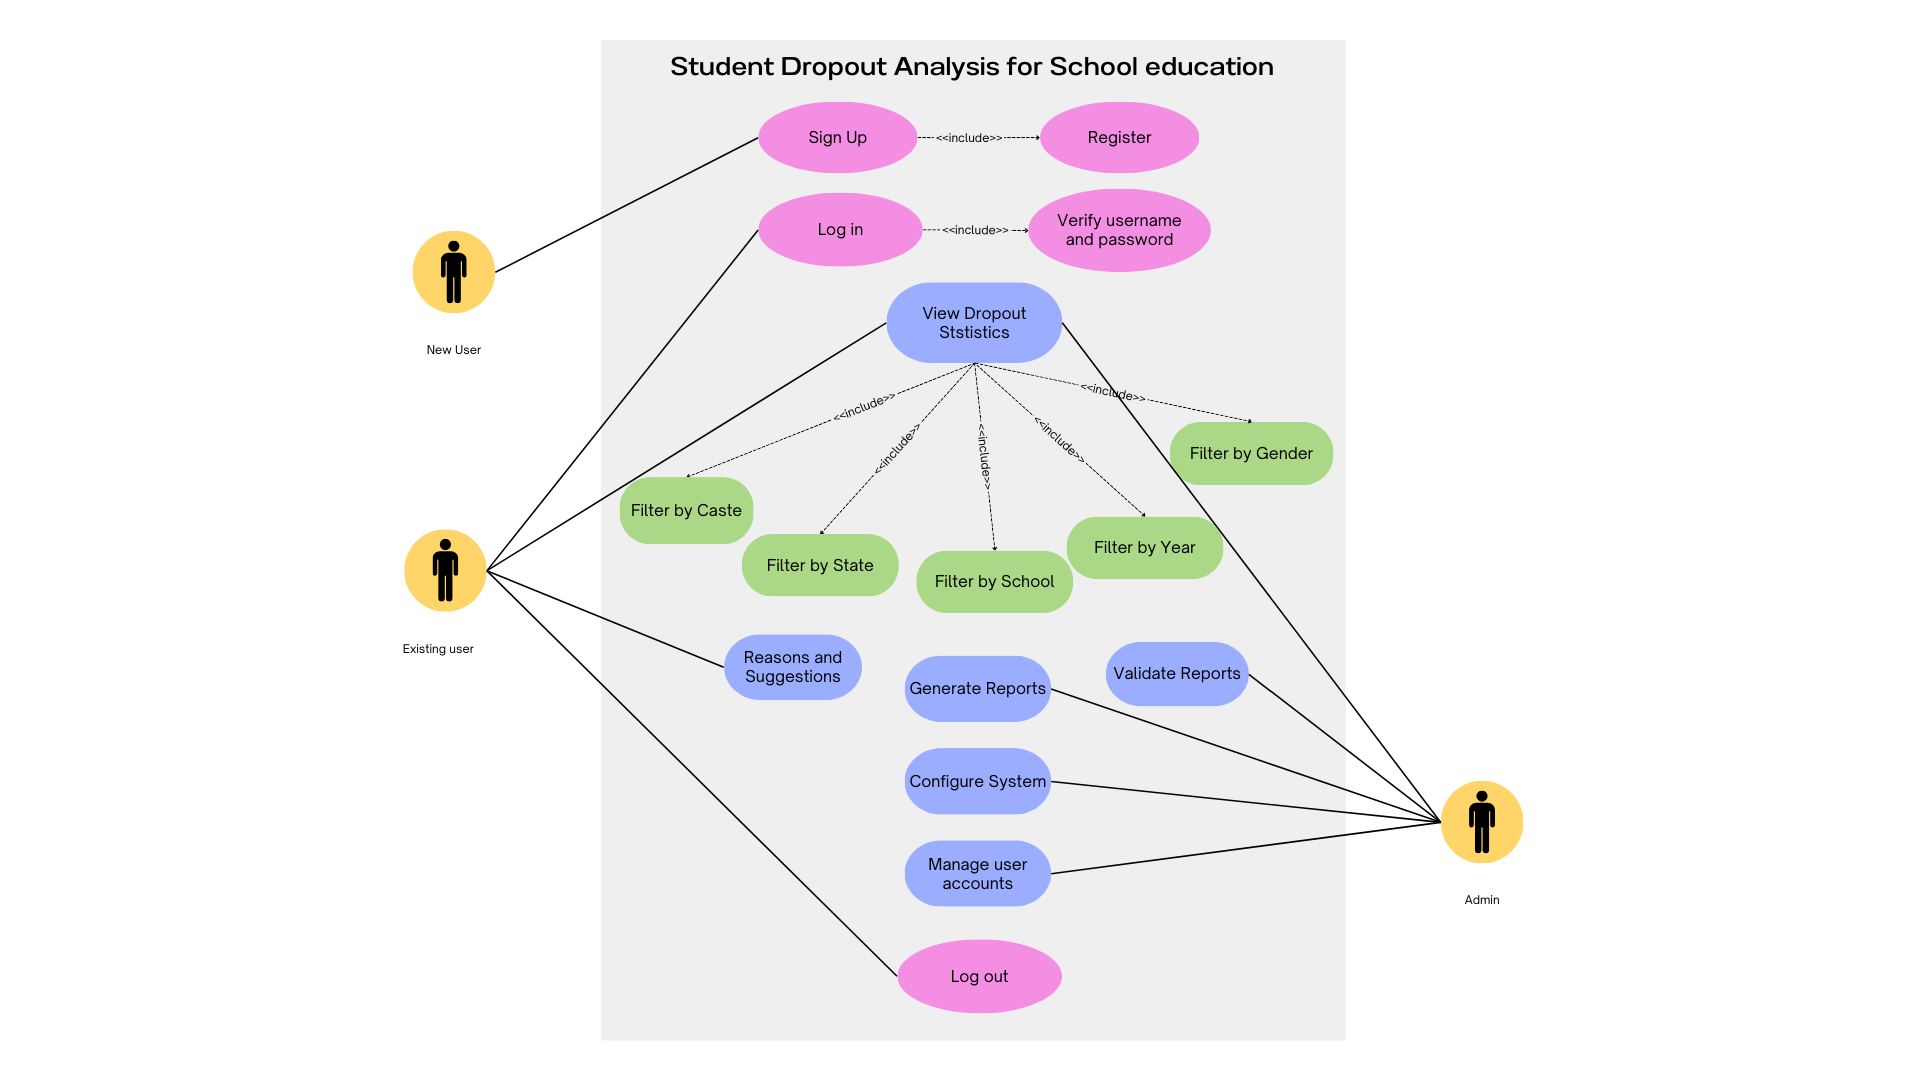 Student Dropout Analysis for School education
Sign Up
<<include>>
Register
Log in
<<include>>
Verify username
and password
New User
View Dropout
Ststistics
<<include>>
<<include>>
<<include>>
<<include>>
<<include>>
Filter by Gender
Filter by Caste
Filter by State
Filter by School
Filter by Year
Existing user
Reasons and
Suggestions
Generate Reports
Validate Reports
Configure System
Manage user
accounts
Admin
Log out